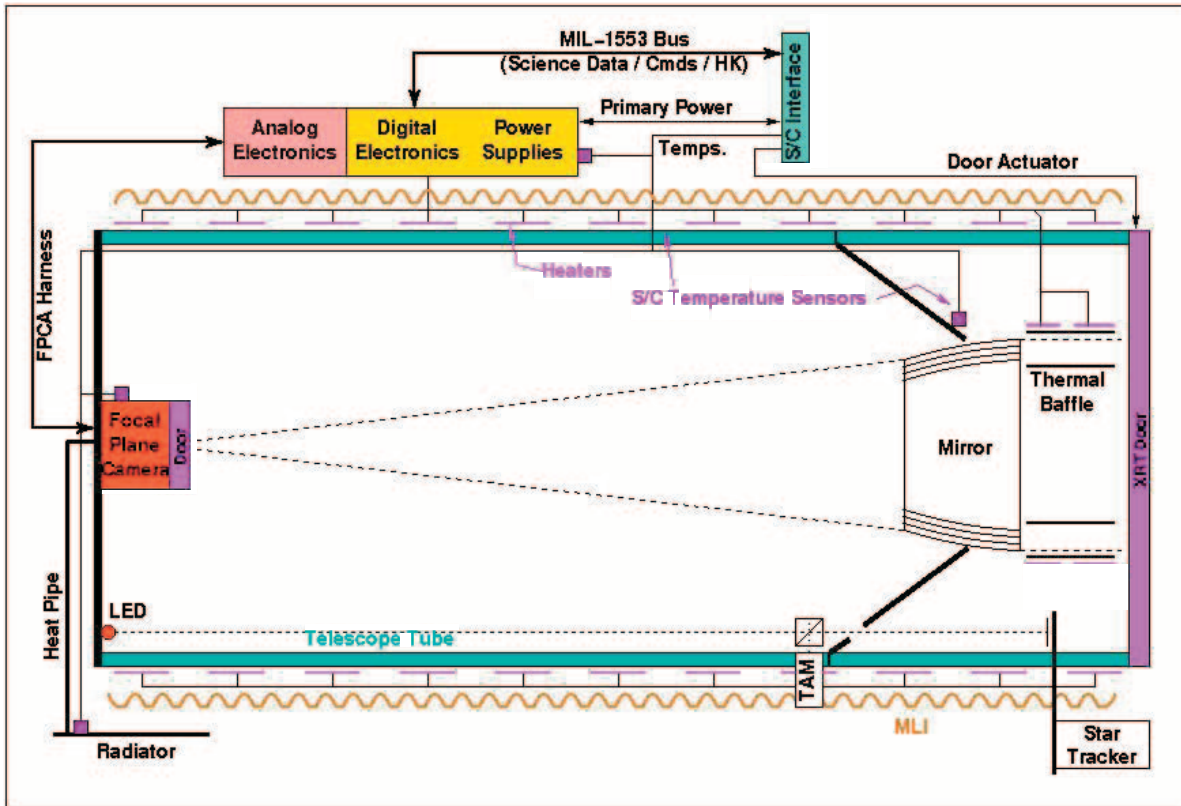 MIL-1553 Bus
(Science Data / Cmds / HK)
S/C Interface
Primary Power
Analog
Electronics
Digital
Electronics
Power
Supplies
Temps.
Door Actuator
FPCA Harness
Heaters
S/C Temperature Sensors
Thermal
Baffle
Focal
Plane
Camera
Door
Mirror
XRT Door
Heat Pipe
LED
Telescope Tube
TAM
MLI
Radiator
Star
Tracker